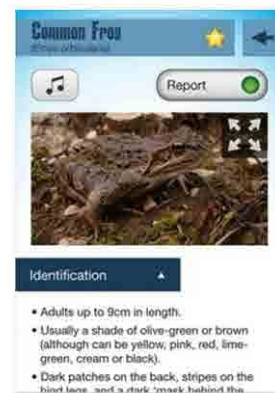 Common Frog
Report
Identification
• Adults up to 9cm in length.
• Usually a shade of olive-green or brown
(although can be yellow, pink, red, lime-
green, cream or black).
• Dark patches on the back, stripes on the
hind legs, and a dark 'mask behind the